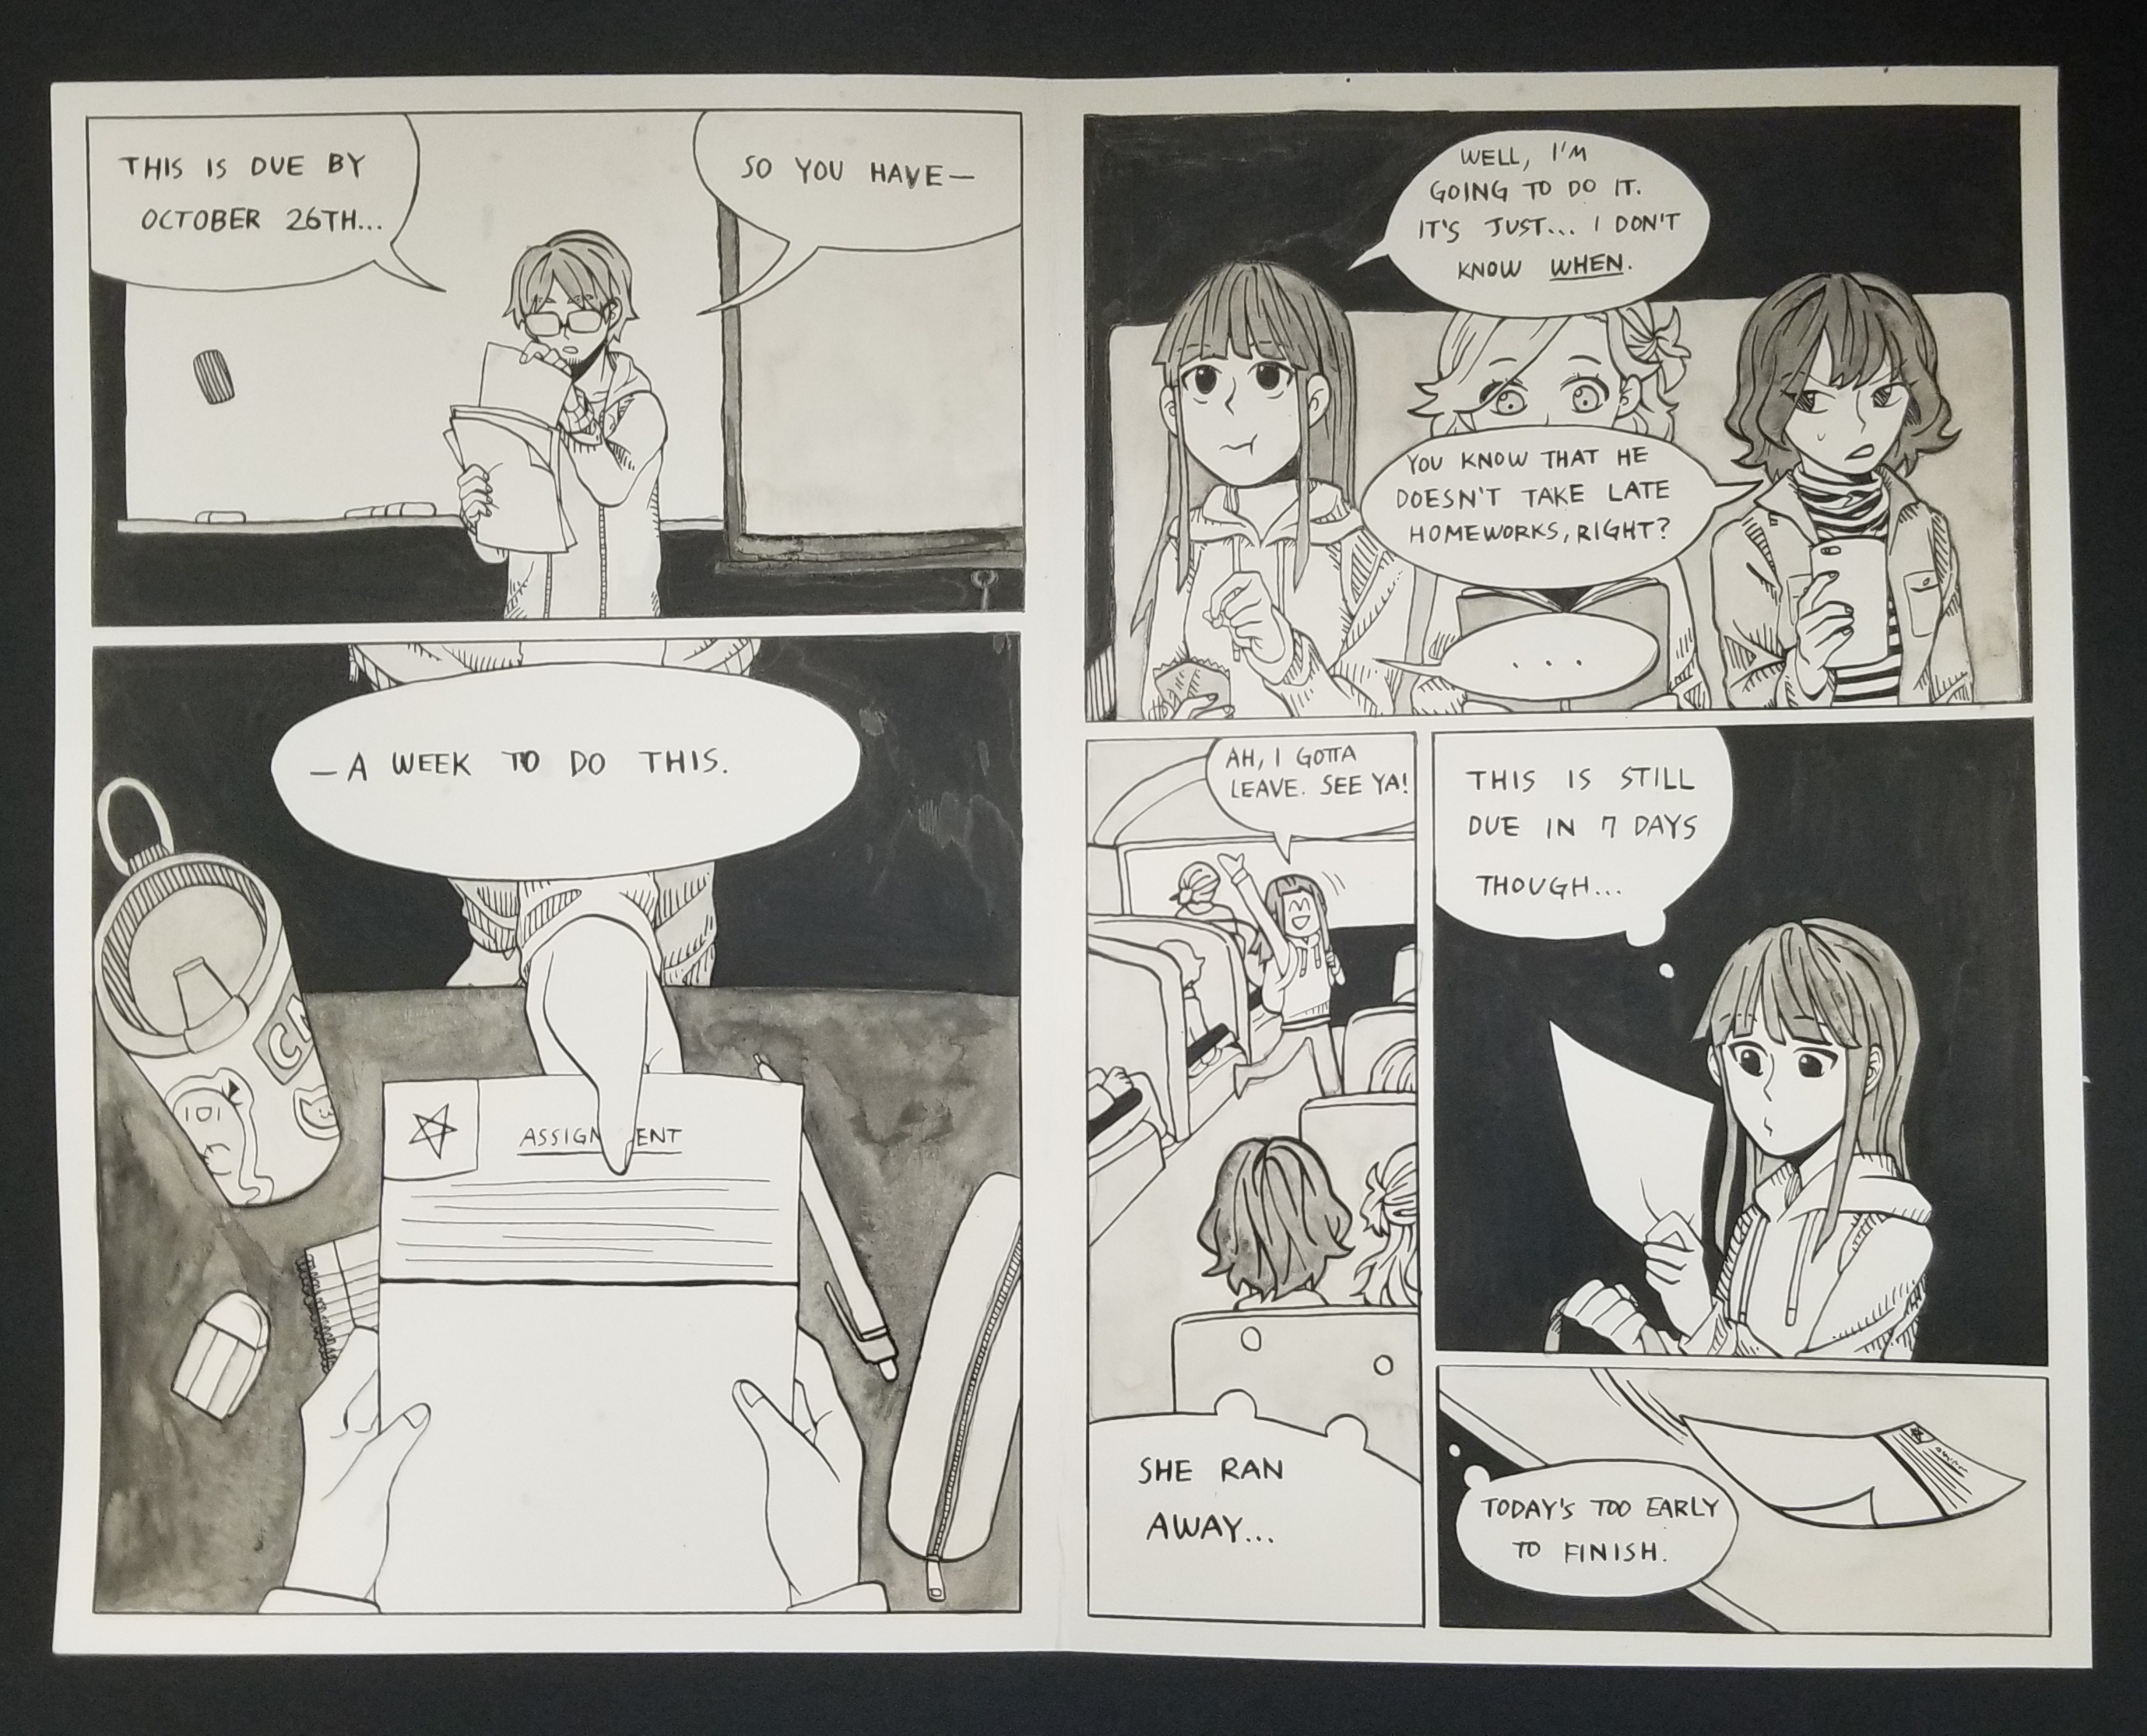 THIS IS DUE BY
OCTOBER 26TH...
SO YOU HAVE—
—A WEEK TO DO THIS.
ASSIGN ENT
WELL, I'M
GOING TO DO IT.
IT'S JUST... I DON'T
KNOW WHEN.
YOU KNOW THAT HE
DOESN'T TAKE LATE
HOMEWORKS, RIGHT?
...
AH, I GOTTA
LEAVE. SEE YA!
SHE RAN
AWAY...
THIS IS STILL
DUE IN 7 DAYS
THOUGH...
TODAY'S TOO EARLY
TO FINISH.